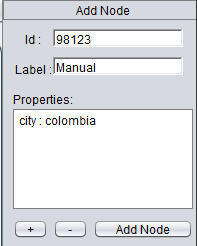 Add Node
Id : 98123
Label : Manual
Properties:
city : colombia
+ - Add Node